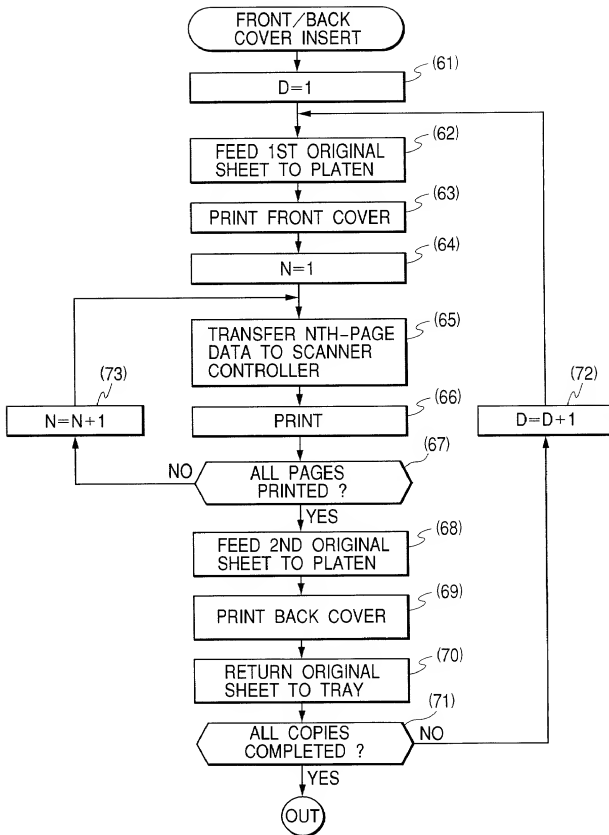 FRONT/BACK
COVER INSERT
(61)
D=1
(62)
FEED 1ST ORIGINAL
SHEET TO PLATEN
(63)
PRINT FRONT COVER
(64)
N=1
(65)
TRANSFER NTH-PAGE
DATA TO SCANNER
CONTROLLER
(73)
N=N+1
(66)
PRINT
(72)
D=D+1
(67)
ALL PAGES
PRINTED ?
NO
YES
(68)
FEED 2ND ORIGINAL
SHEET TO PLATEN
(69)
PRINT BACK COVER
(70)
RETURN ORIGINAL
SHEET TO TRAY
(71)
ALL COPIES
COMPLETED ?
NO
YES
OUT